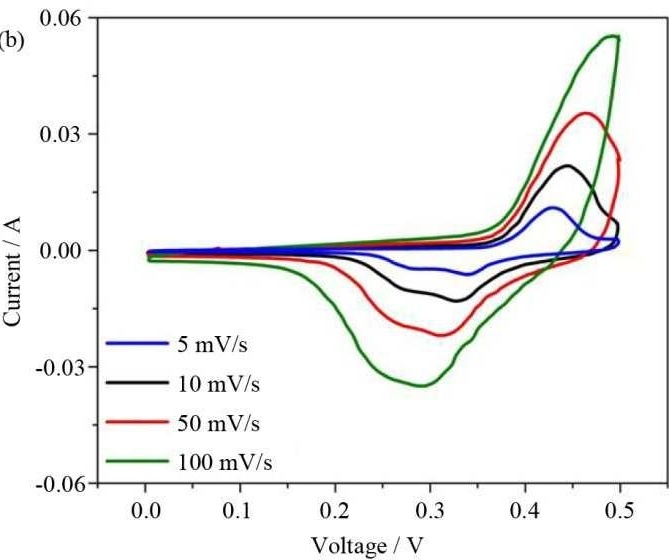 (b)
0.06
0.03
0.00
-0.03
-0.06
Current / A
5 mV/s
10 mV/s
50 mV/s
100 mV/s
0.0 0.1 0.2 0.3 0.4 0.5
Voltage / V